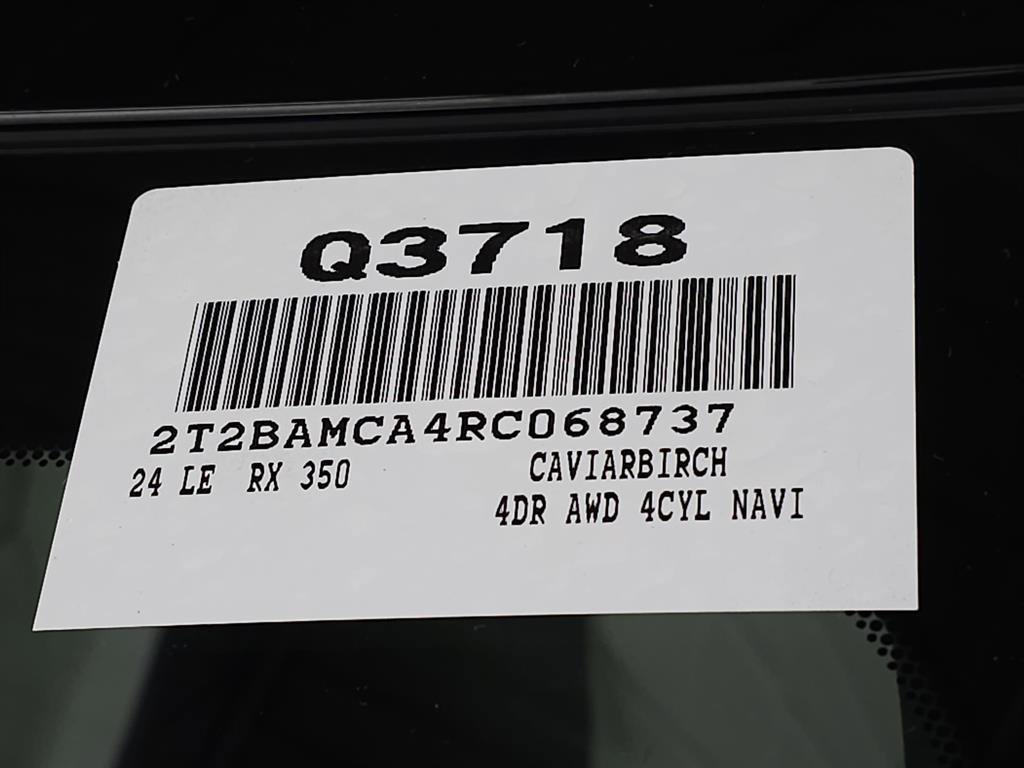 Q3718
2T2BAMCA4RC068737
24 LE RX 350
CAVIARBIRCH
4DR AWD 4CYL NAVI